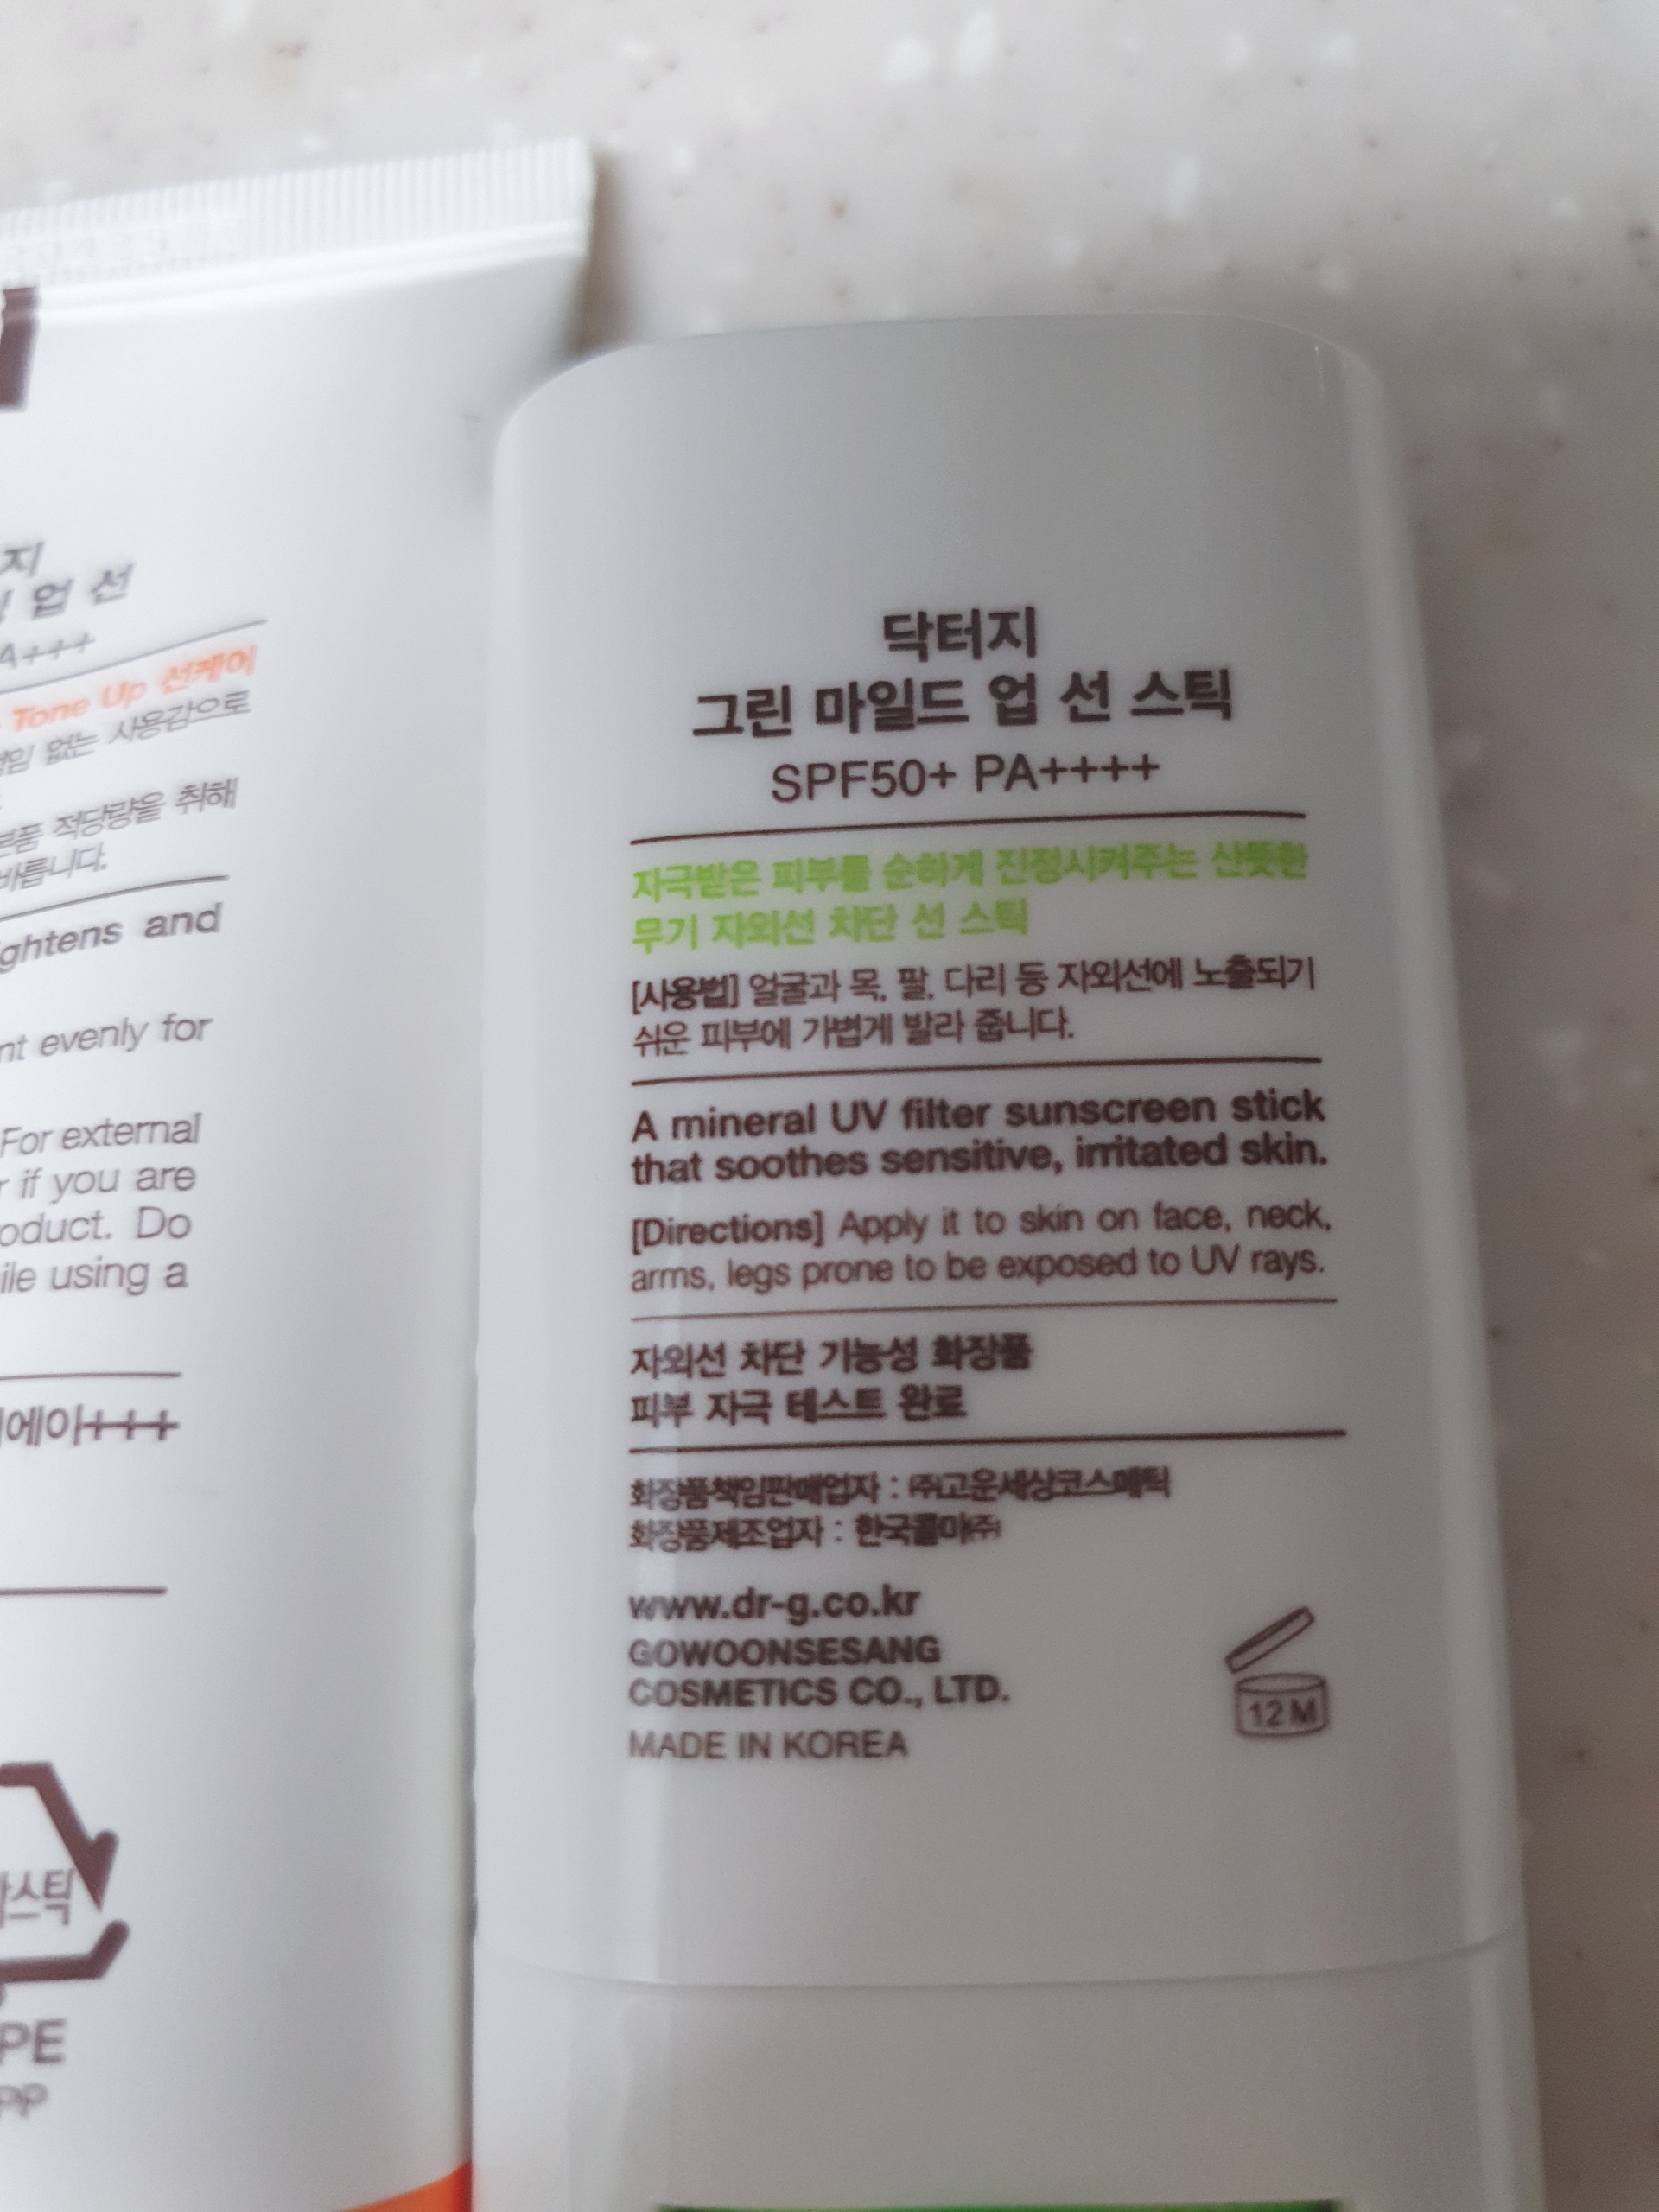 지
업 선
A+++
Tone Up 선케어
없는 사용감으로
적당량을 취해
바릅니다.
ghtens and
nt evenly for
For external
r if you are
oduct. Do
ile using a
에이+++
스틱
PE
PP
닥터지
그린 마일드 업 선 스틱
SPF50+ PA++++
자극받은 피부를 순하게 진정시켜주는 산뜻한
무기 자외선 차단 선 스틱
[사용법] 얼굴과 목, 팔, 다리 등 자외선에 노출되기
쉬운 피부에 가볍게 발라 줍니다.
A mineral UV filter sunscreen stick
that soothes sensitive, irritated skin.
[Directions] Apply it to skin on face, neck,
arms, legs prone to be exposed to UV rays.
자외선 차단 기능성 화장품
피부 자극 테스트 완료
화장품책임판매업자 : ㈜고운세상코스메틱
화장품제조업자 : 한국콜마㈜
www.dr-g.co.kr
GOWOONSESANG
COSMETICS CO., LTD.
MADE IN KOREA
12M